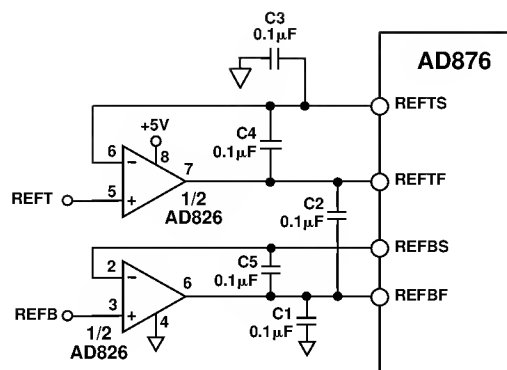 C3
0.1µF
AD876
REFTS
+5V
C4
0.1µF
6
8
7
REFTF
REFT
5
1/2
AD826
C2
0.1µF
REFBS
2
C5
0.1µF
6
REFBF
REFB
3
4
1/2
AD826
C1
0.1µF